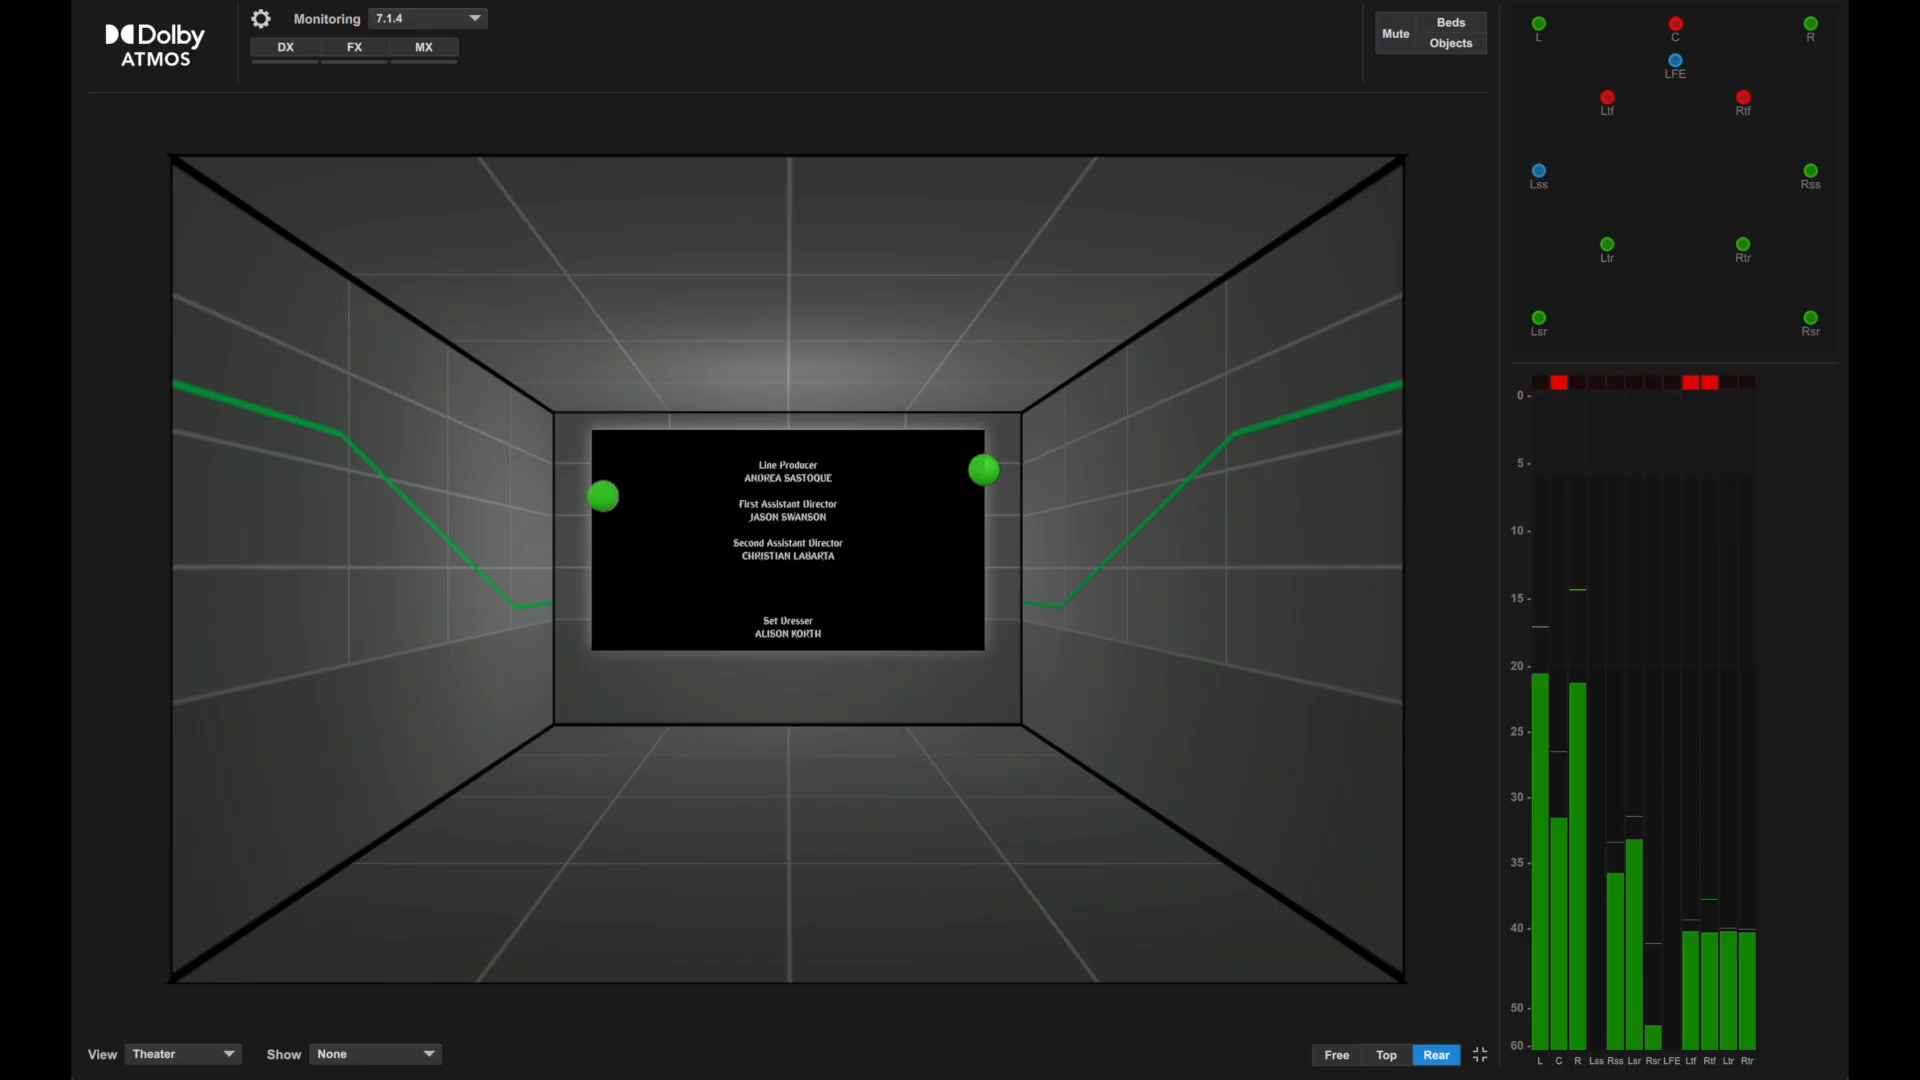 Dolby
ATMOS
Monitoring 7.1.4
DX FX MX
Mute Beds
Objects
L C R
LFE
Ltf Rtf
Lss Rss
Ltr Rtr
Lsr Rsr
Line Producer
ANDREA SASTOQUE
First Assistant Director
JASON SWANSON
Second Assistant Director
CHRISTIAN LABARTA
Set Dresser
ALISON KORTH
0
5
10
15
20
25
30
35
40
50
60
L C R Lss Rss Lsr Rsr LFE Ltf Rtf Ltr Rtr
View Theater Show None Free Top Rear